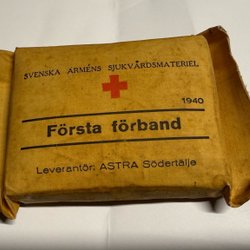 SVENSKA ARMÉNS SJUKVÅRDSMATERIEL
1940
Första förband
Leverantör: ASTRA Södertälje